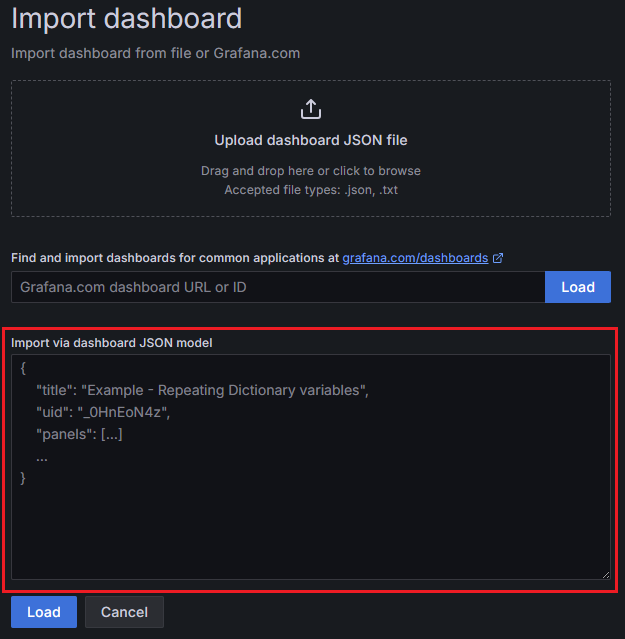 Import dashboard
Import dashboard from file or Grafana.com
Upload dashboard JSON file
Drag and drop here or click to browse
Accepted file types: .json, .txt
Find and import dashboards for common applications at grafana.com/dashboards
Grafana.com dashboard URL or ID
Load
Import via dashboard JSON model
{
    "title": "Example - Repeating Dictionary variables",
    "uid": "_0HnEoN4z",
    "panels": [...]
    ...
}
Load
Cancel